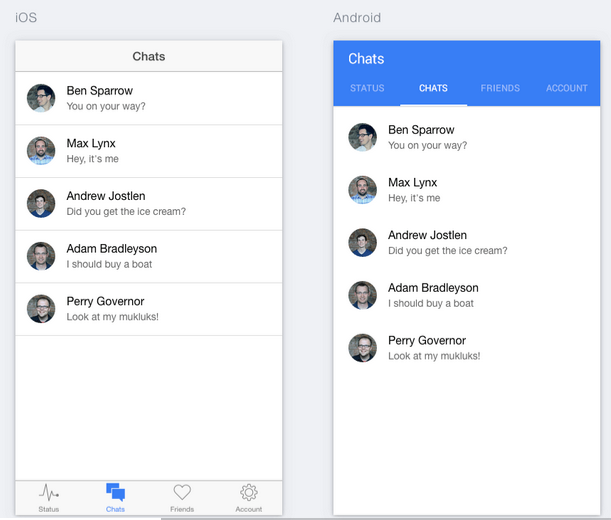 iOS
Chats
Ben Sparrow
You on your way?
Max Lynx
Hey, it's me
Andrew Jostlen
Did you get the ice cream?
Adam Bradleyson
I should buy a boat
Perry Governor
Look at my mukluks!
Status Chats Friends Account
Android
Chats
STATUS CHATS FRIENDS ACCOUNT
Ben Sparrow
You on your way?
Max Lynx
Hey, it's me
Andrew Jostlen
Did you get the ice cream?
Adam Bradleyson
I should buy a boat
Perry Governor
Look at my mukluks!